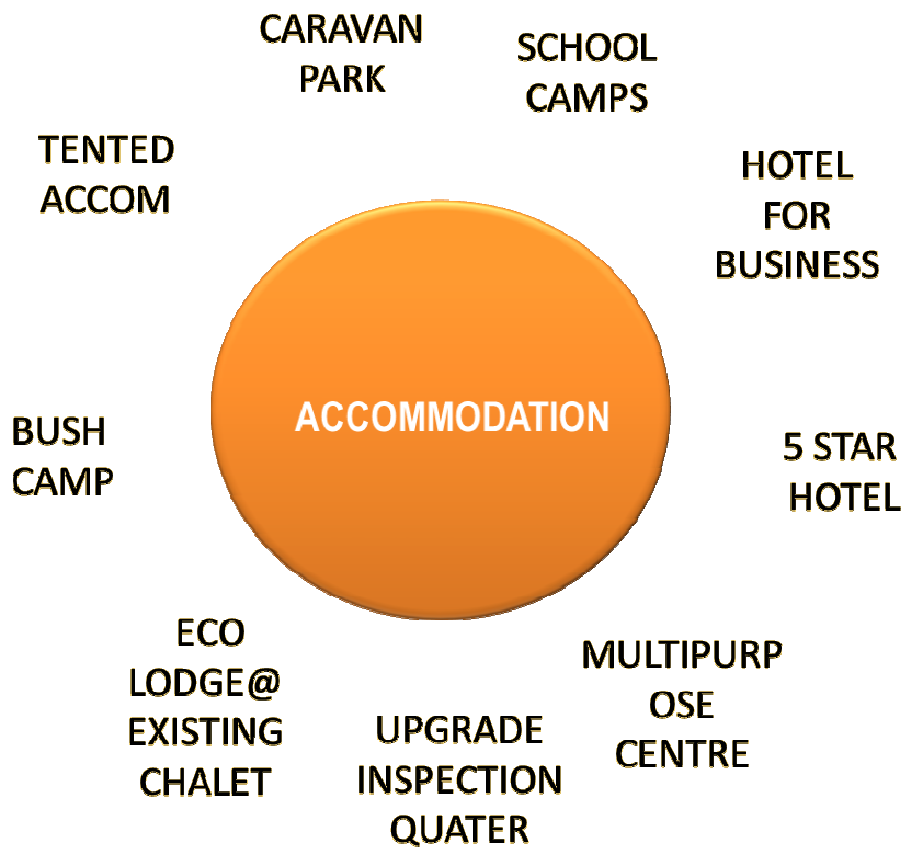 CARAVAN
PARK
SCHOOL
CAMPS
TENTED
ACCOM
HOTEL
FOR
BUSINESS
ACCOMMODATION
BUSH
CAMP
5 STAR
HOTEL
ECO
LODGE@
EXISTING
CHALET
UPGRADE
INSPECTION
QUATER
MULTIPURP
OSE
CENTRE